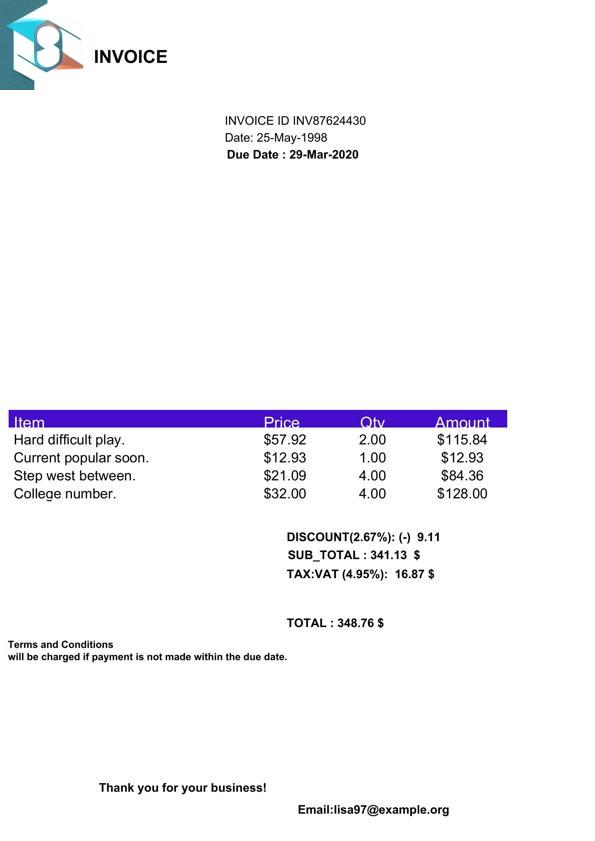 INVOICE
INVOICE ID INV87624430
Date: 25-May-1998
Due Date : 29-Mar-2020
Item Price Qty Amount
Hard difficult play. $57.92 2.00 $115.84
Current popular soon. $12.93 1.00 $12.93
Step west between. $21.09 4.00 $84.36
College number. $32.00 4.00 $128.00
DISCOUNT(2.67%): (-) 9.11
SUB_TOTAL : 341.13 $
TAX:VAT (4.95%): 16.87 $
TOTAL : 348.76 $
Terms and Conditions
will be charged if payment is not made within the due date.
Thank you for your business!
Email:lisa97@example.org